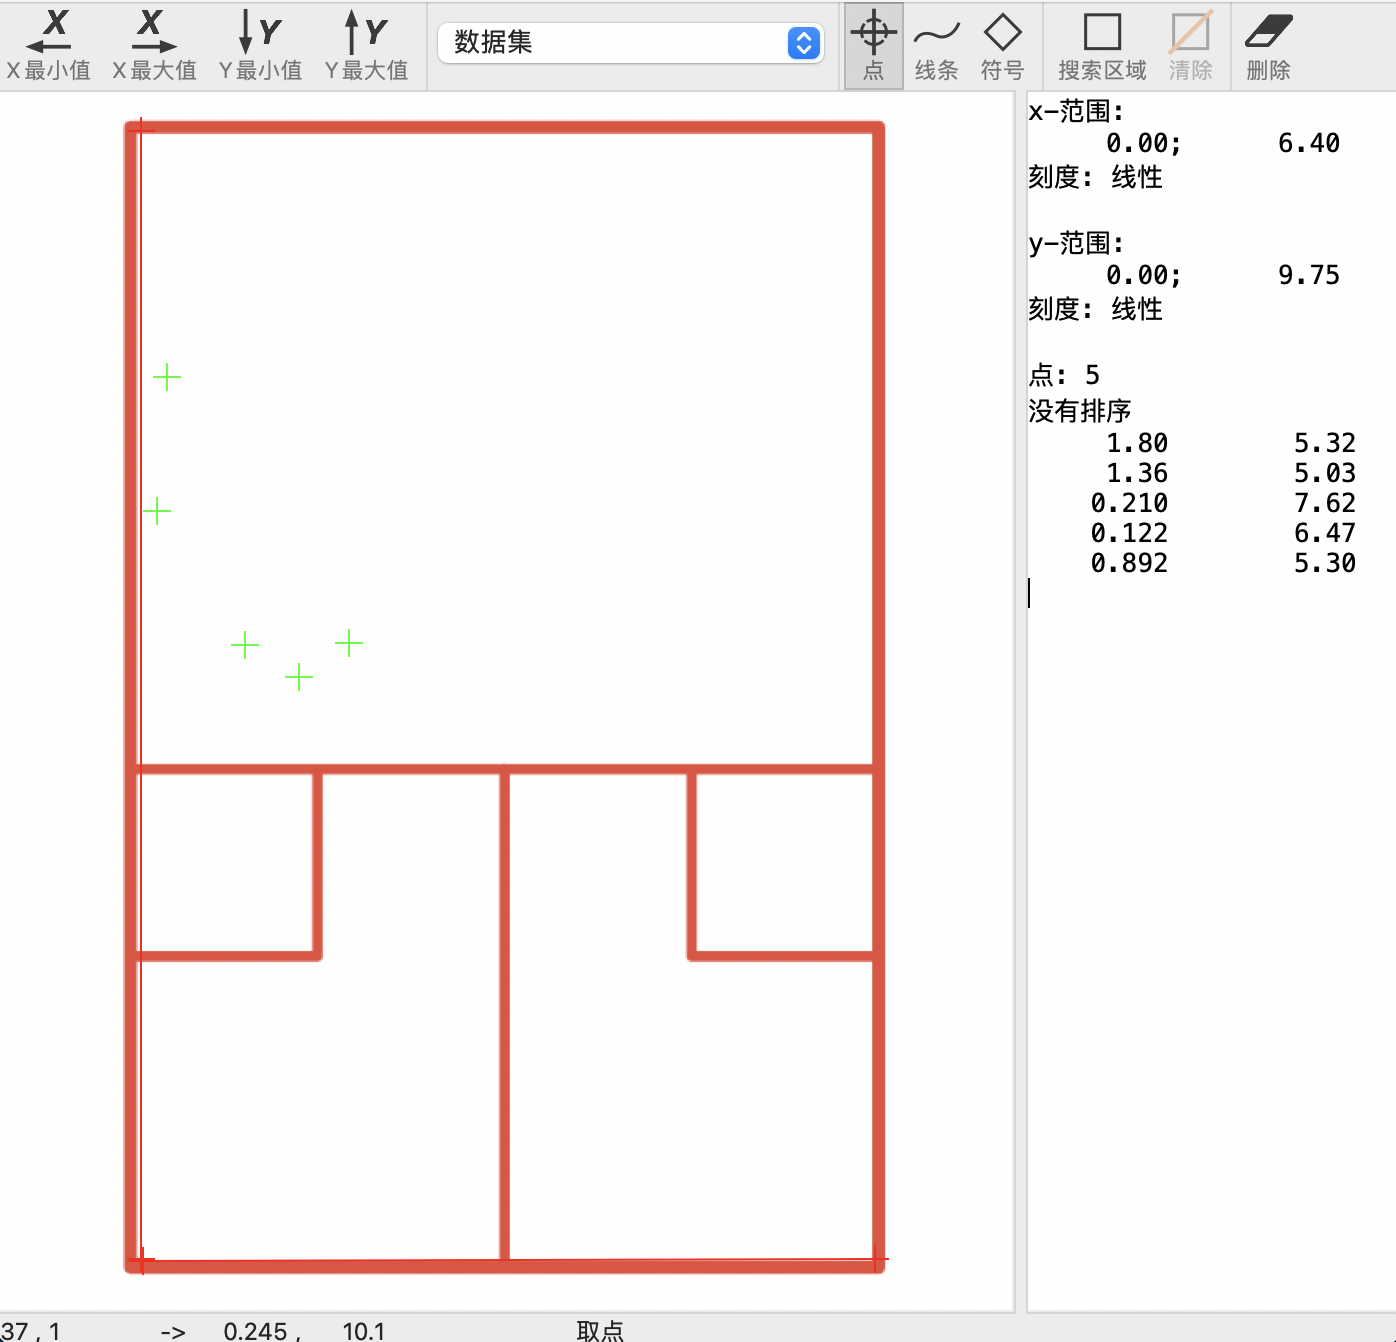 X X Y Y
X 最小值 X 最大值 Y 最小值 Y 最大值
数据集
点 线条 符号 搜索区域 清除 删除
x-范围:
0.00; 6.40
刻度: 线性
y-范围:
0.00; 9.75
刻度: 线性
点: 5
没有排序
1.80 5.32
1.36 5.03
0.210 7.62
0.122 6.47
0.892 5.30
37 , 1 -> 0.245 , 10.1 取点